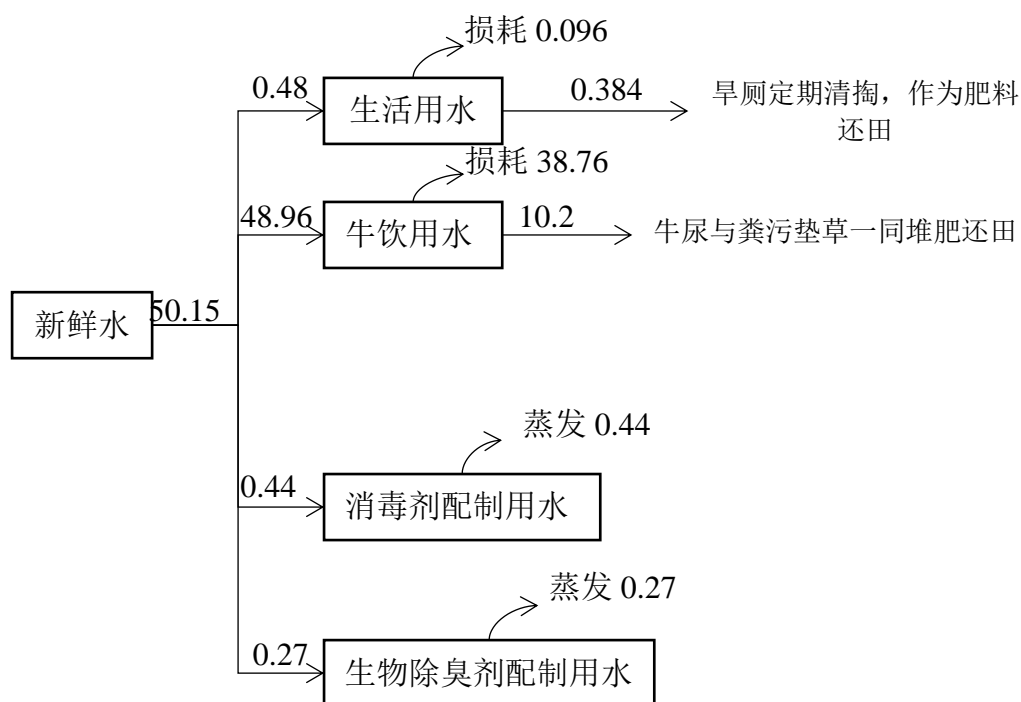 损耗 0.096
0.48
生活用水
0.384
旱厕定期清掏，作为肥料
还田
损耗 38.76
48.96
牛饮用水
10.2
牛尿与粪污垫草一同堆肥还田
新鲜水
50.15
蒸发 0.44
0.44
消毒剂配制用水
蒸发 0.27
0.27
生物除臭剂配制用水